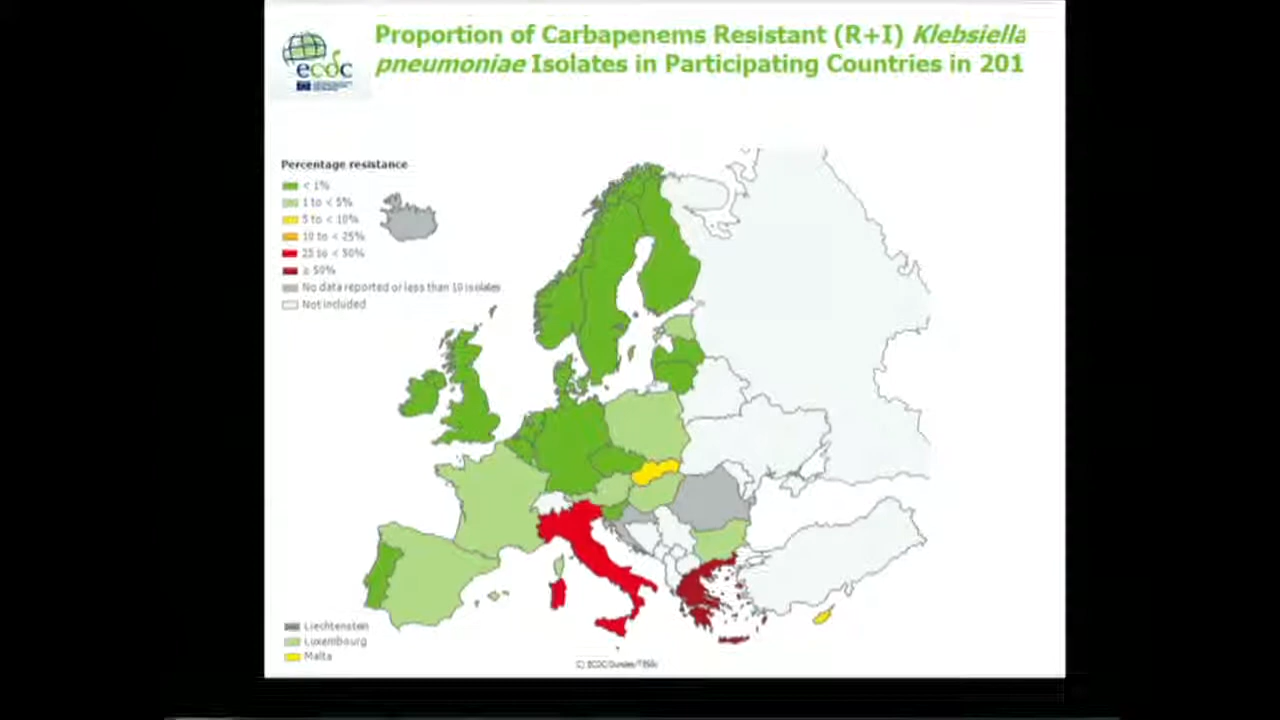 Proportion of Carbapenems Resistant (R+I) Klebsiella
pneumoniae Isolates in Participating Countries in 201
ecdc
Percentage resistance
< 1%
1 to < 5%
5 to < 10%
10 to < 25%
25 to < 50%
≥ 50%
No data reported or less than 10 isolates
Not included
Liechtenstein
Luxembourg
Malta